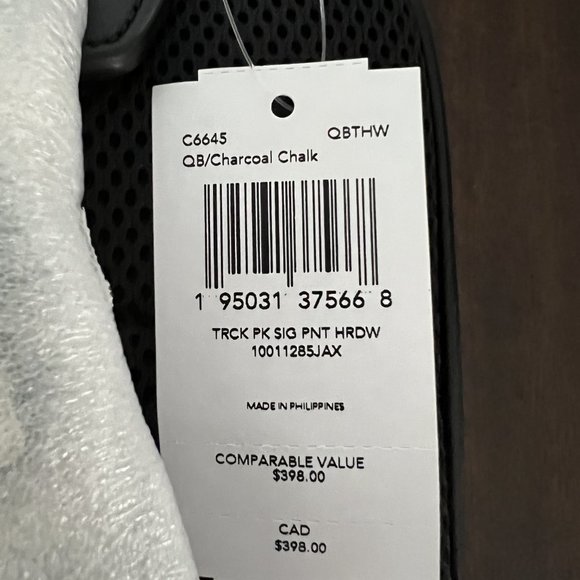 C6645 QBTHW
QB/Charcoal Chalk
1 95031 37566 8
TRCK PK SIG PNT HRDW
10011285JAX
MADE IN PHILIPPINES
COMPARABLE VALUE
$398.00
CAD
$398.00